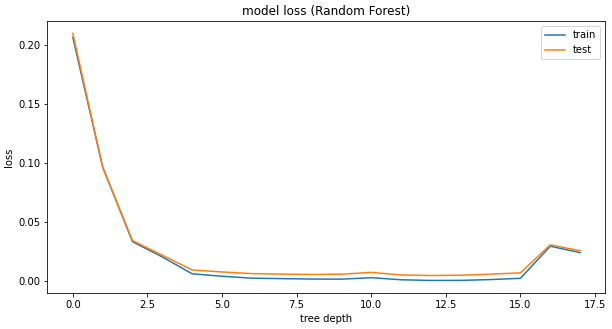 model loss (Random Forest)
train
test
loss
0.20
0.15
0.10
0.05
0.00
0.0 2.5 5.0 7.5 10.0 12.5 15.0 17.5
tree depth